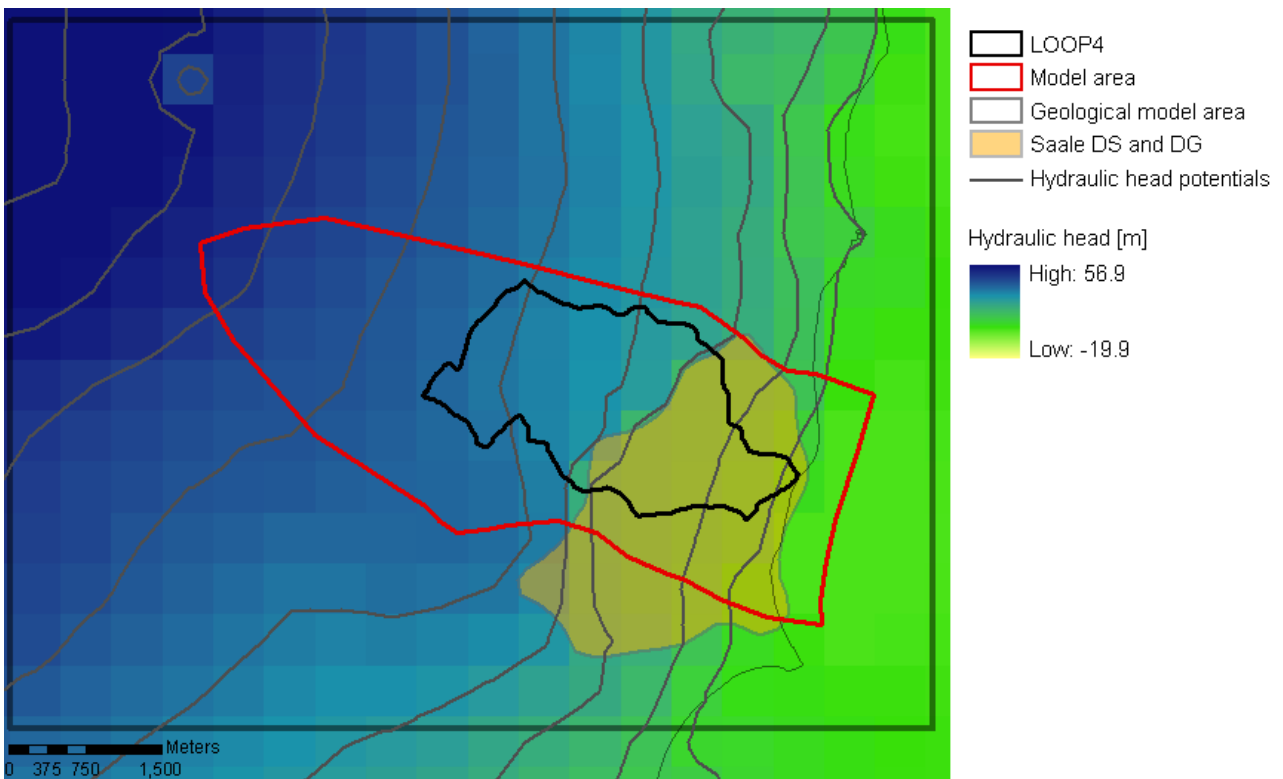 LOOP4
Model area
Geological model area
Saale DS and DG
Hydraulic head potentials
Hydraulic head [m]
High: 56.9
Low: -19.9
Meters
0 375 750 1,500